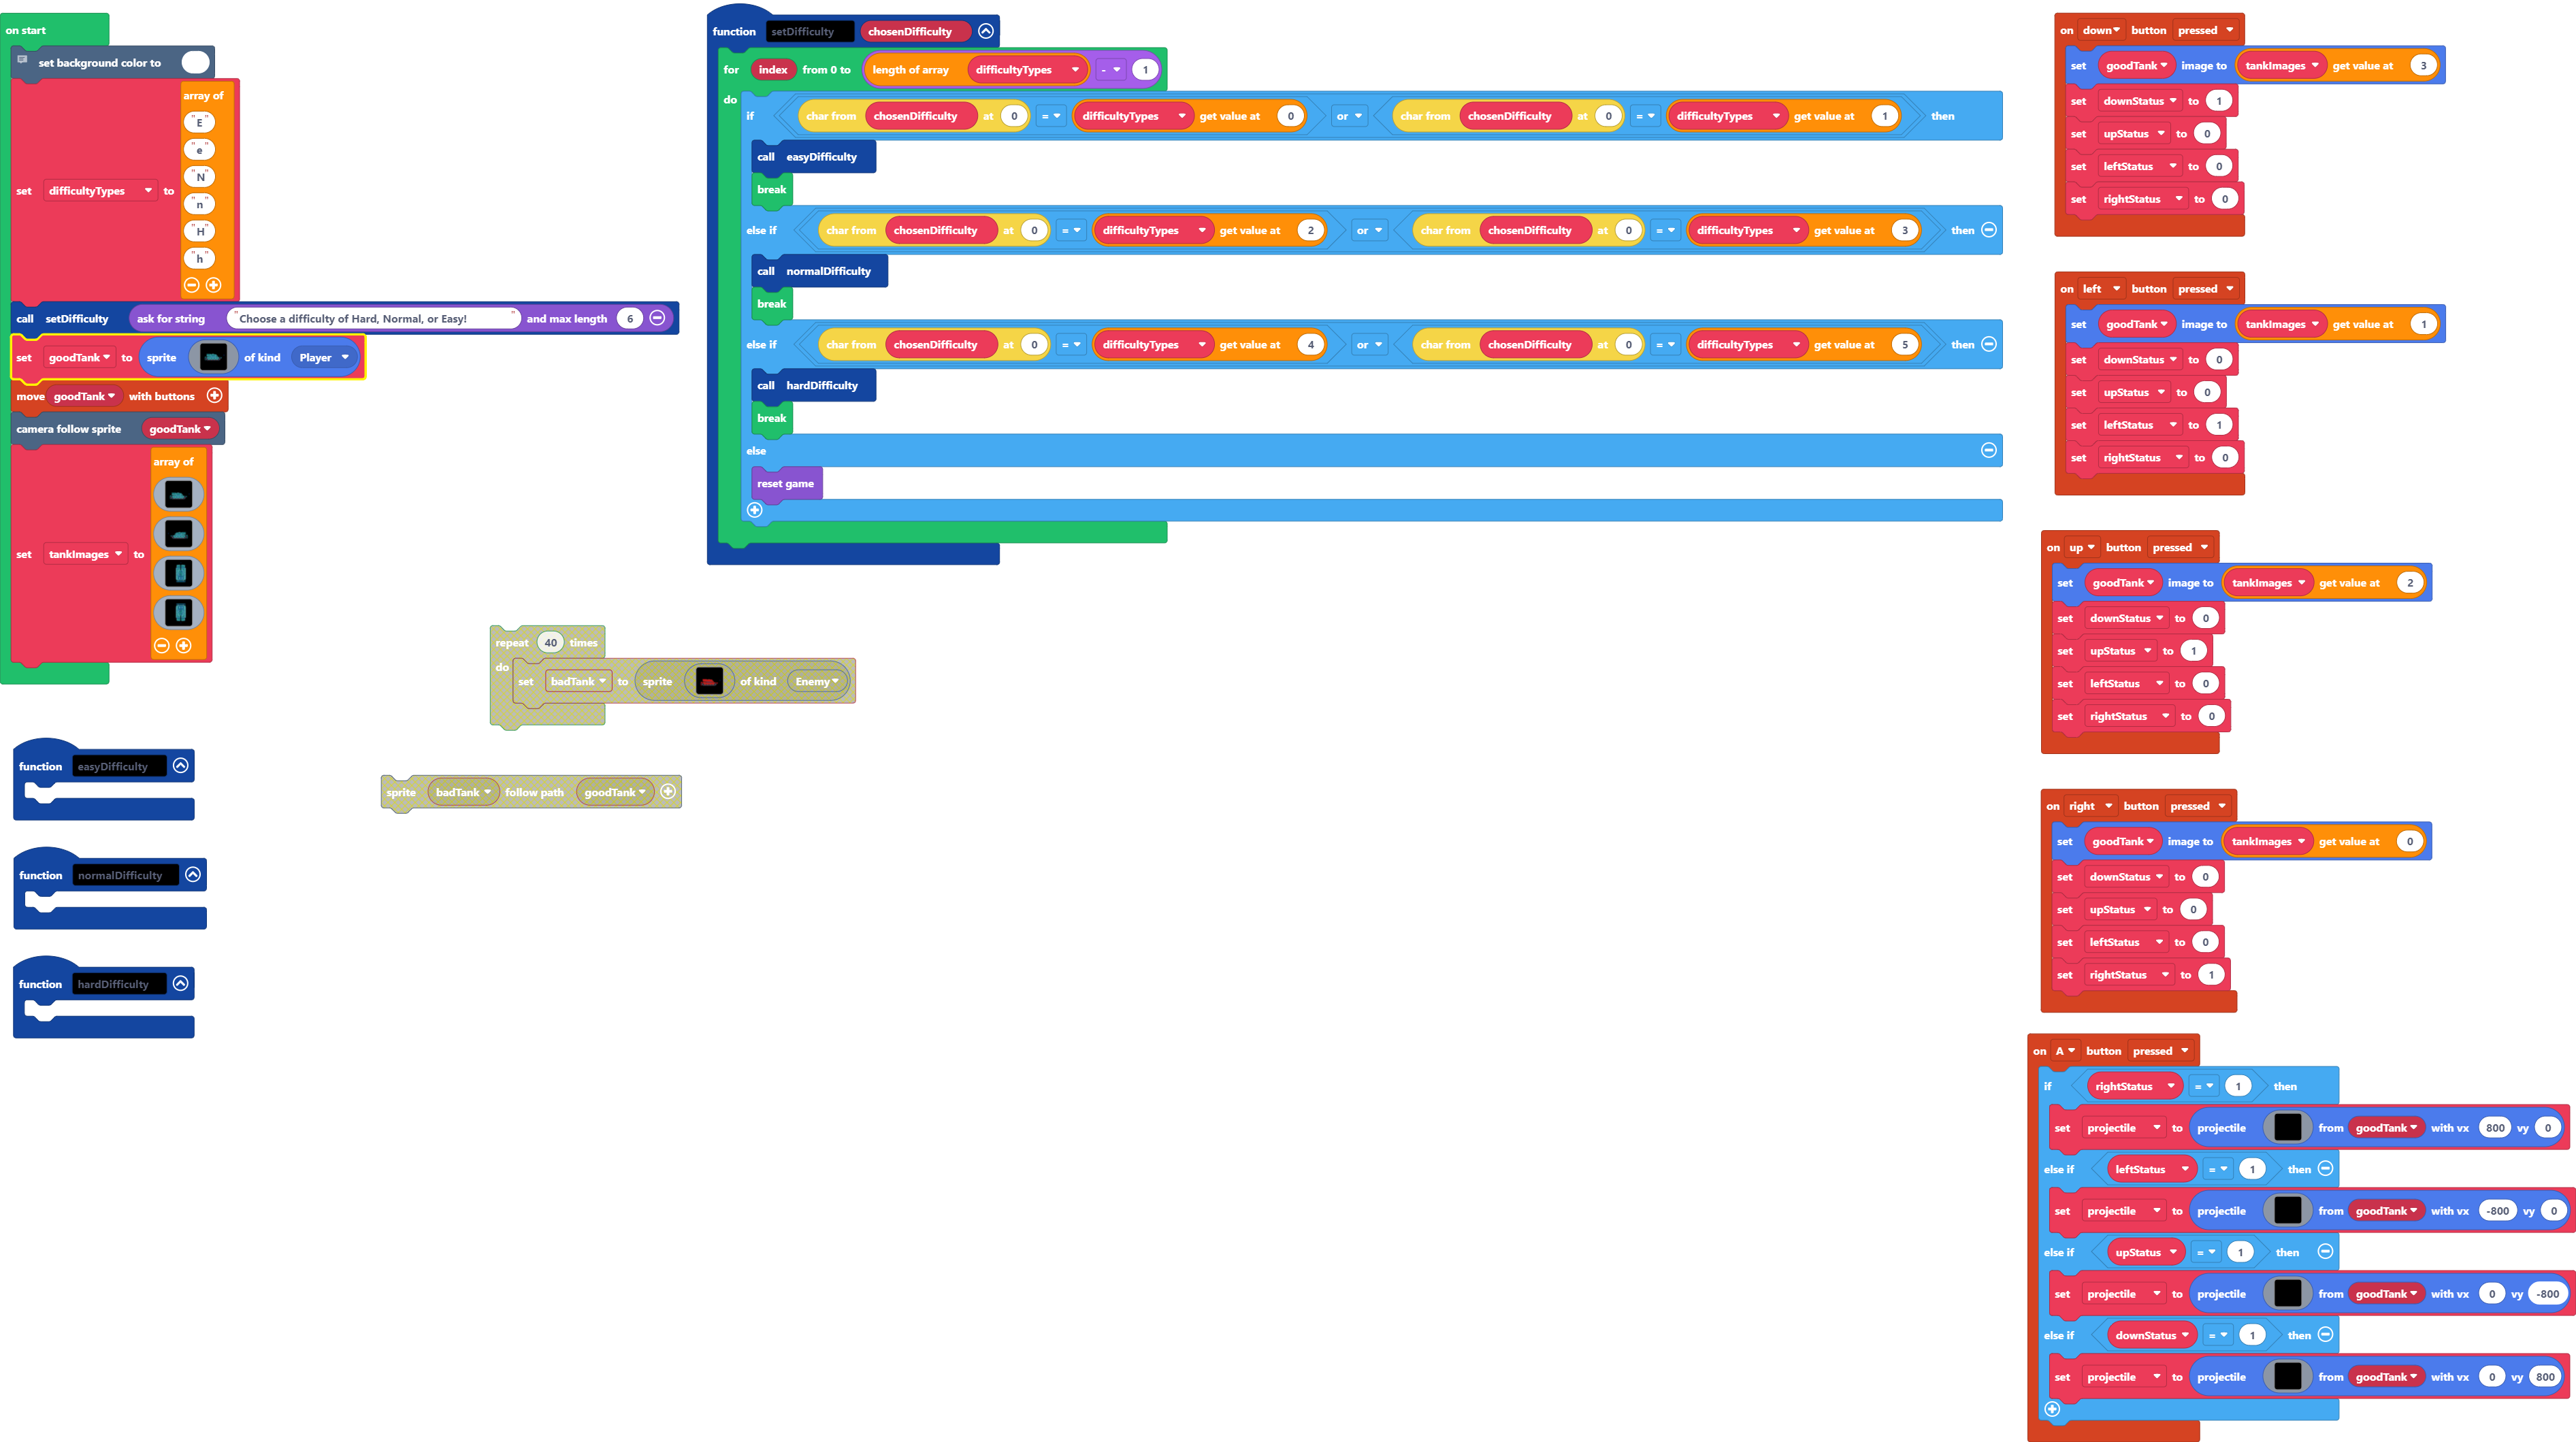 on start
set background color to
set difficultyTypes to array of
"E"
"e"
"N"
"n"
"H"
"h"
call setDifficulty ask for string "Choose a difficulty of Hard, Normal, or Easy!" and max length 6
set goodTank to sprite of kind Player
move goodTank with buttons
camera follow sprite goodTank
set tankImages to array of
function easyDifficulty
function normalDifficulty
function hardDifficulty
function setDifficulty chosenDifficulty
for index from 0 to length of array difficultyTypes - 1
do
if char from chosenDifficulty at 0 = difficultyTypes get value at 0 or char from chosenDifficulty at 0 = difficultyTypes get value at 1 then
call easyDifficulty
break
else if char from chosenDifficulty at 0 = difficultyTypes get value at 2 or char from chosenDifficulty at 0 = difficultyTypes get value at 3 then
call normalDifficulty
break
else if char from chosenDifficulty at 0 = difficultyTypes get value at 4 or char from chosenDifficulty at 0 = difficultyTypes get value at 5 then
call hardDifficulty
break
else
reset game
repeat 40 times
do
set badTank to sprite of kind Enemy
sprite badTank follow path goodTank
on down button pressed
set goodTank image to tankImages get value at 3
set downStatus to 1
set upStatus to 0
set leftStatus to 0
set rightStatus to 0
on left button pressed
set goodTank image to tankImages get value at 1
set downStatus to 0
set upStatus to 0
set leftStatus to 1
set rightStatus to 0
on up button pressed
set goodTank image to tankImages get value at 2
set downStatus to 0
set upStatus to 1
set leftStatus to 0
set rightStatus to 0
on right button pressed
set goodTank image to tankImages get value at 0
set downStatus to 0
set upStatus to 0
set leftStatus to 0
set rightStatus to 1
on A button pressed
if rightStatus = 1 then
set projectile to projectile from goodTank with vx 800 vy 0
else if leftStatus = 1 then
set projectile to projectile from goodTank with vx -800 vy 0
else if upStatus = 1 then
set projectile to projectile from goodTank with vx 0 vy -800
else if downStatus = 1 then
set projectile to projectile from goodTank with vx 0 vy 800